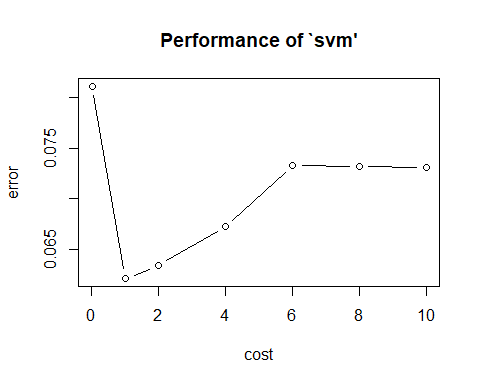 Performance of `svm'
error
0.075
0.065
0 2 4 6 8 10
cost